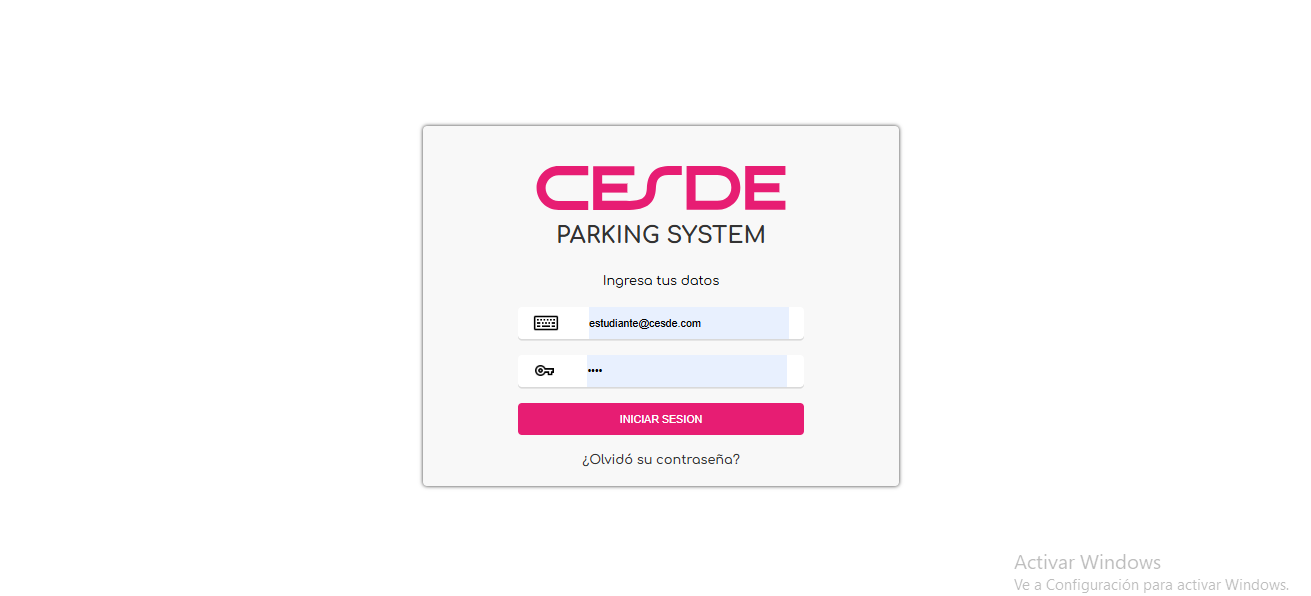 CESDE
PARKING SYSTEM
Ingresa tus datos
estudiante@cesde.com
••••
INICIAR SESION
¿Olvidó su contraseña?
Activar Windows
Ve a Configuración para activar Windows.